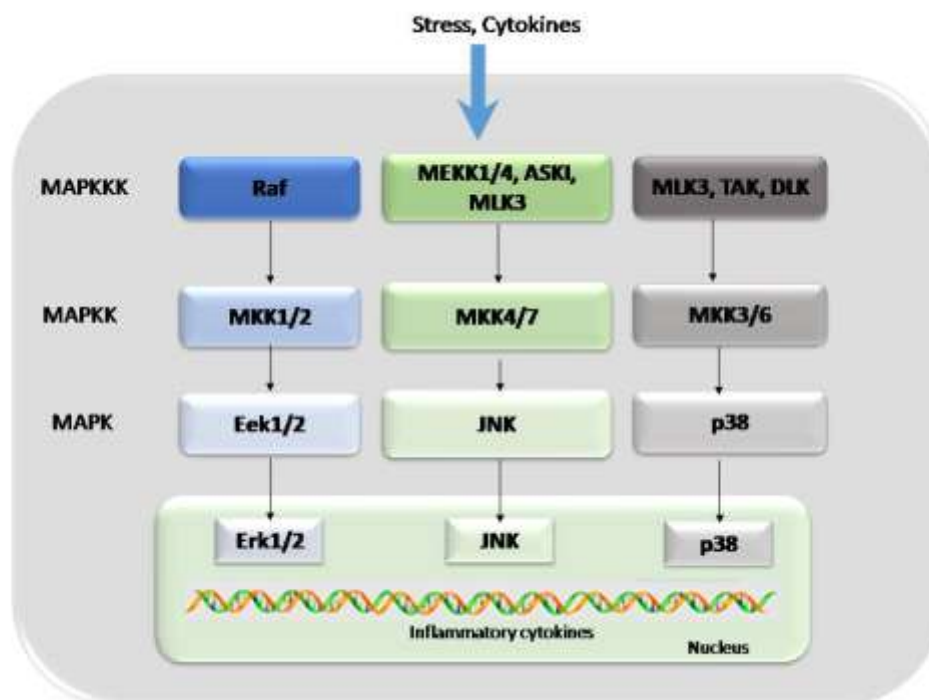 Stress, Cytokines
MAPKKK
Raf
MEKK1/4, ASKI,
MLK3
MLK3, TAK, DLK
MAPKK
MKK1/2
MKK4/7
MKK3/6
MAPK
Eek1/2
JNK
p38
Erk1/2
JNK
p38
Inflammatory cytokines
Nucleus